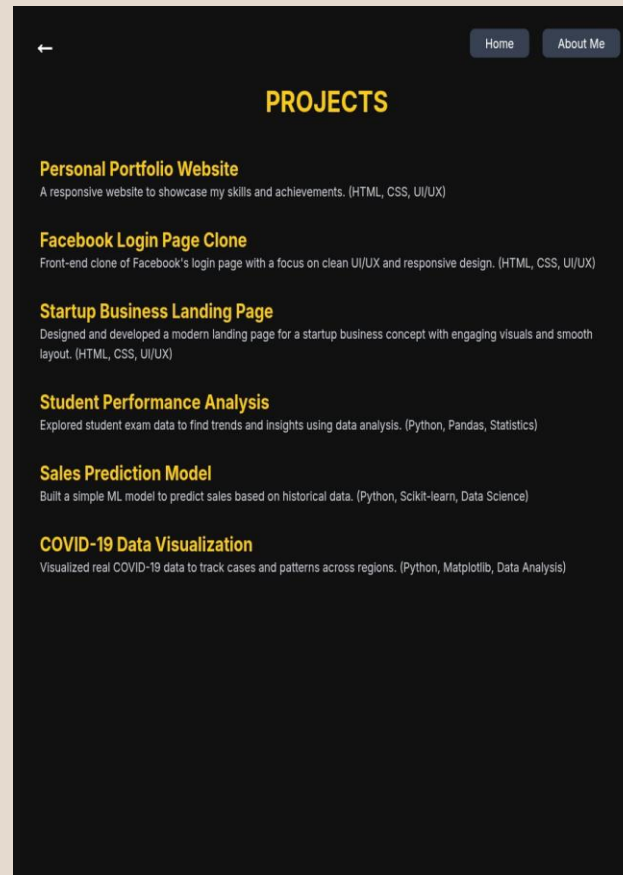 ←
Home
About Me
PROJECTS
Personal Portfolio Website
A responsive website to showcase my skills and achievements. (HTML, CSS, UI/UX)
Facebook Login Page Clone
Front-end clone of Facebook's login page with a focus on clean UI/UX and responsive design. (HTML, CSS, UI/UX)
Startup Business Landing Page
Designed and developed a modern landing page for a startup business concept with engaging visuals and smooth
layout. (HTML, CSS, UI/UX)
Student Performance Analysis
Explored student exam data to find trends and insights using data analysis. (Python, Pandas, Statistics)
Sales Prediction Model
Built a simple ML model to predict sales based on historical data. (Python, Scikit-learn, Data Science)
COVID-19 Data Visualization
Visualized real COVID-19 data to track cases and patterns across regions. (Python, Matplotlib, Data Analysis)